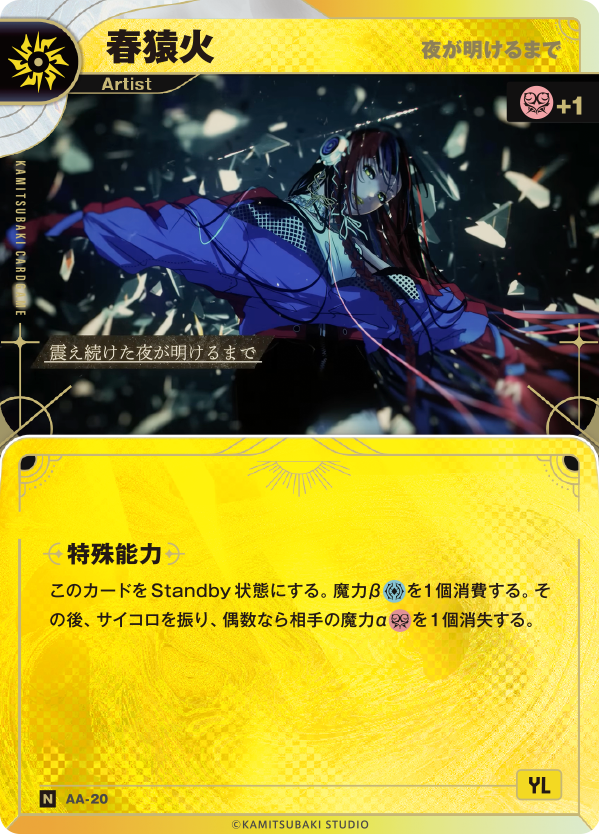 春猿火
夜が明けるまで
Artist
+1
KAMITSUBAKI CARD GAME
震え続けた夜が明けるまで
特殊能力
このカードをStandby状態にする。魔力βを1個消費する。そ
の後、サイコロを振り、偶数なら相手の魔力αを1個消失する。
YL
N AA-20
©KAMITSUBAKI STUDIO